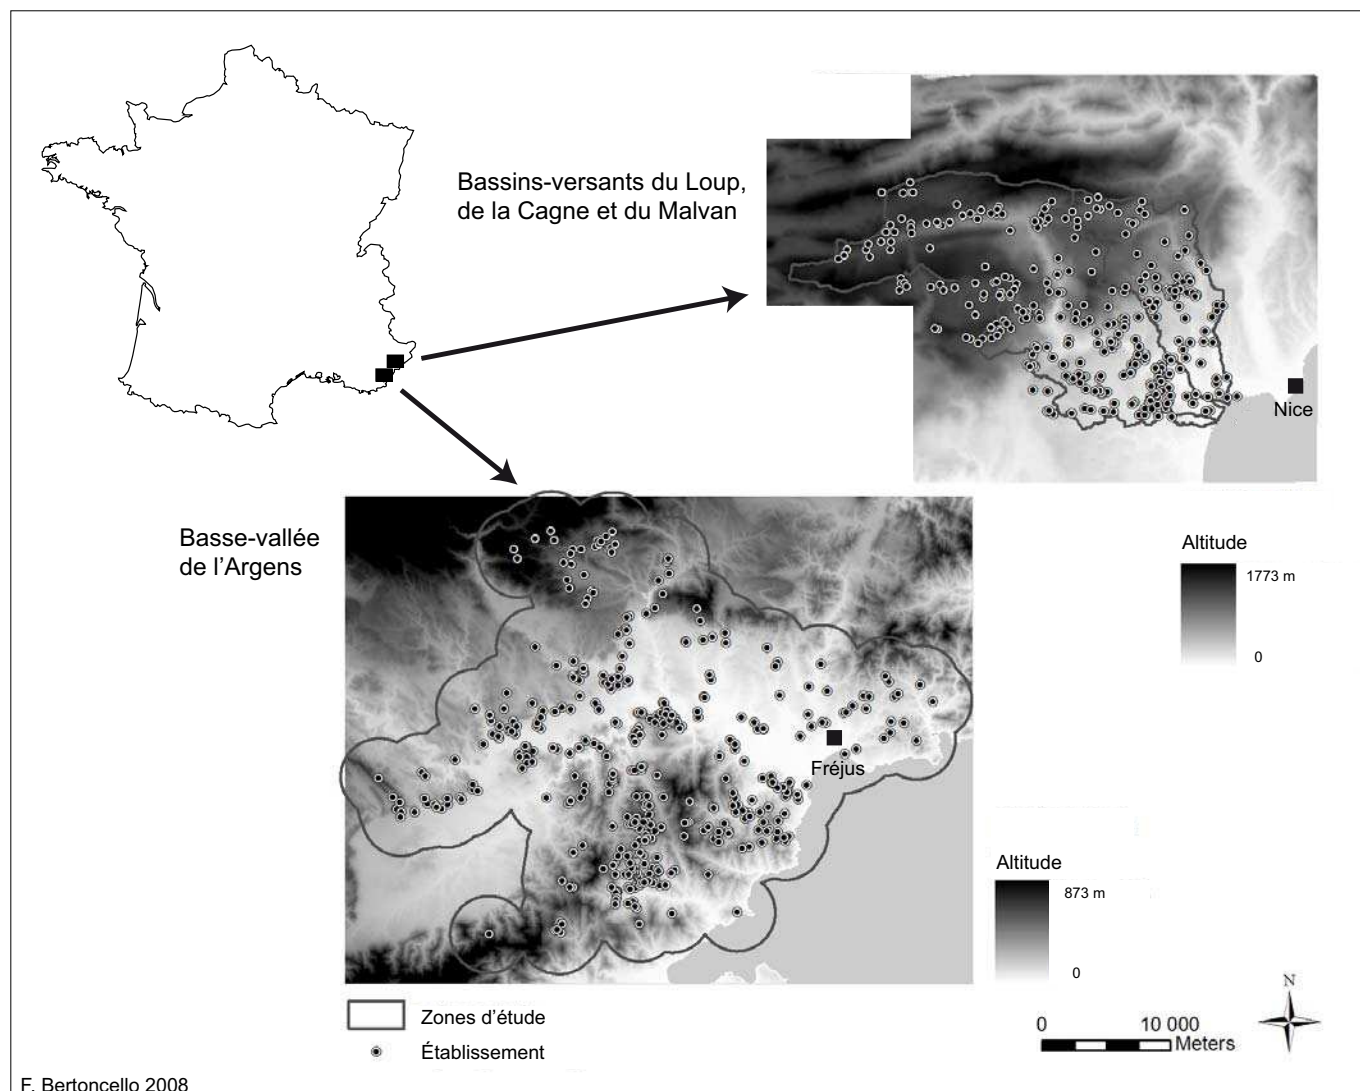 Bassins-versants du Loup,
de la Cagne et du Malvan
Nice
Basse-vallée
de l'Argens
Altitude
1773 m
0
Fréjus
Altitude
873 m
0
Zones d'étude
Établissement
N
0 10 000
Meters
F. Bertoncello 2008